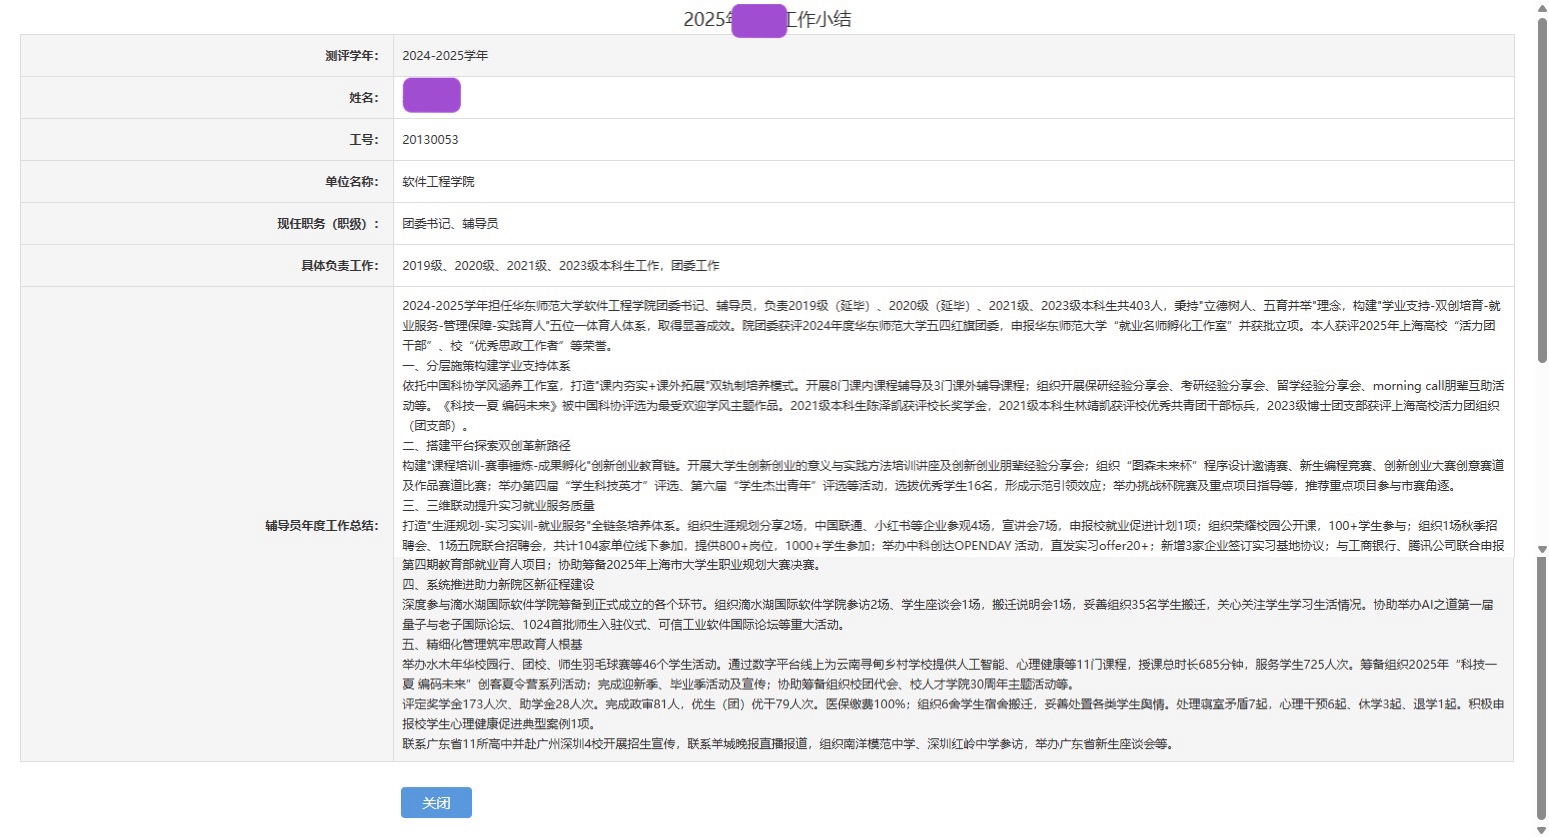 2025年 工作小结
测评学年： 2024-2025学年
姓名：
工号： 20130053
单位名称： 软件工程学院
现任职务（职级）： 团委书记、辅导员
具体负责工作： 2019级、2020级、2021级、2023级本科生工作，团委工作
辅导员年度工作总结：
2024-2025学年担任华东师范大学软件工程学院团委书记、辅导员，负责2019级（延毕）、2020级（延毕）、2021级、2023级本科生共403人，秉持"立德树人、五育并举"理念，构建"学业支持-双创培育-就
业服务-管理保障-实践育人"五位一体育人体系，取得显著成效。院团委获评2024年度华东师范大学五四红旗团委，申报华东师范大学“就业名师孵化工作室”并获批立项。本人获评2025年上海高校“活力团
干部”、校“优秀思政工作者”等荣誉。
一、分层施策构建学业支持体系
依托中国科协学风涵养工作室，打造"课内夯实+课外拓展"双轨制培养模式。开展8门课内课程辅导及3门课外辅导课程；组织开展保研经验分享会、考研经验分享会、留学经验分享会、morning call朋辈互助活
动等。《科技一夏 编码未来》被中国科协评选为最受欢迎学风主题作品。2021级本科生陈泽凯获评校长奖学金，2021级本科生林靖凯获评校优秀共青团干部标兵，2023级博士团支部获评上海高校活力团组织
（团支部）。
二、搭建平台探索双创革新路径
构建"课程培训-赛事锤炼-成果孵化"创新创业教育链。开展大学生创新创业的意义与实践方法培训讲座及创新创业朋辈经验分享会；组织“图森未来杯”程序设计邀请赛、新生编程竞赛、创新创业大赛创意赛道
及作品赛道比赛；举办第四届“学生科技英才”评选、第六届“学生杰出青年”评选等活动，选拔优秀学生16名，形成示范引领效应；举办挑战杯院赛及重点项目指导等，推荐重点项目参与市赛角逐。
三、三维联动提升实习就业服务质量
打造"生涯规划-实习实训-就业服务"全链条培养体系。组织生涯规划分享2场，中国联通、小红书等企业参观4场，宣讲会7场，申报校就业促进计划1项；组织荣耀校园公开课，100+学生参与；组织1场秋季招
聘会、1场五院联合招聘会，共计104家单位线下参加，提供800+岗位，1000+学生参加；举办中科创达OPENDAY 活动，直发实习offer20+；新增3家企业签订实习基地协议；与工商银行、腾讯公司联合申报
第四期教育部就业育人项目；协助筹备2025年上海市大学生职业规划大赛决赛。
四、系统推进助力新院区新征程建设
深度参与滴水湖国际软件学院筹备到正式成立的各个环节。组织滴水湖国际软件学院参访2场、学生座谈会1场，搬迁说明会1场，妥善组织35名学生搬迁，关心关注学生学习生活情况。协助举办AI之道第一届
量子与老子国际论坛、1024首批师生入驻仪式、可信工业软件国际论坛等重大活动。
五、精细化管理筑牢思政育人根基
举办水木年华校园行、团校、师生羽毛球赛等46个学生活动。通过数字平台线上为云南寻甸乡村学校提供人工智能、心理健康等11门课程，授课总时长685分钟，服务学生725人次。筹备组织2025年“科技一
夏 编码未来”创客夏令营系列活动；完成迎新季、毕业季活动及宣传；协助筹备组织校团代会、校人才学院30周年主题活动等。
评定奖学金173人次、助学金28人次。完成政审81人，优生（团）优干79人次。医保缴费100%；组织6舍学生宿舍搬迁，妥善处置各类学生舆情。处理寝室矛盾7起，心理干预6起、休学3起、退学1起。积极申
报校学生心理健康促进典型案例1项。
联系广东省11所高中并赴广州深圳4校开展招生宣传，联系羊城晚报直播报道，组织南洋模范中学、深圳红岭中学参访，举办广东省新生座谈会等。
关闭